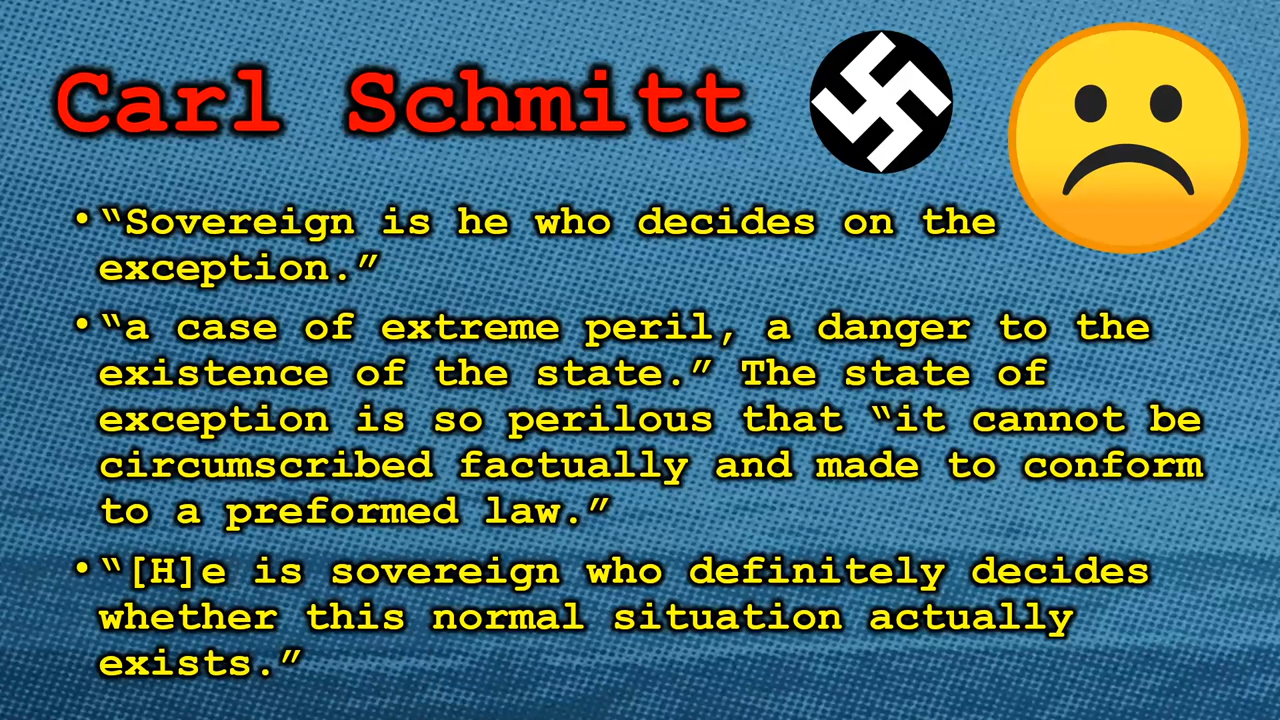 Carl Schmitt
• “Sovereign is he who decides on the
exception.”
• “a case of extreme peril, a danger to the
existence of the state.” The state of
exception is so perilous that “it cannot be
circumscribed factually and made to conform
to a preformed law.”
• “[H]e is sovereign who definitely decides
whether this normal situation actually
exists.”